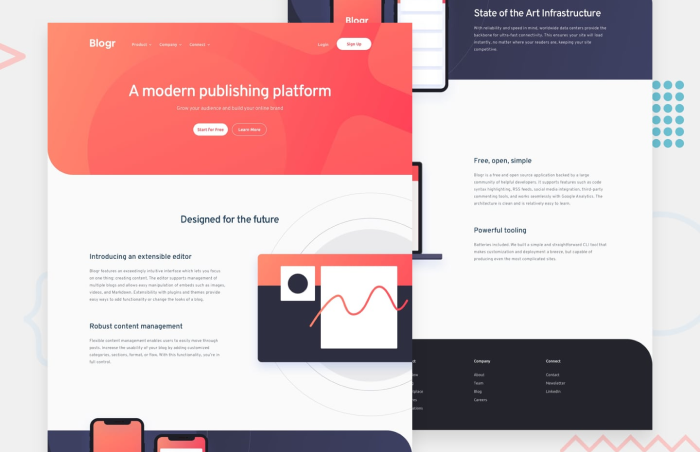 Blogr
Product
Company
Connect
Login
Sign Up
A modern publishing platform
Grow your audience and build your online brand
Start for Free
Learn More
Designed for the future
Introducing an extensible editor
Blogr features an exceedingly intuitive interface which lets you focus
on one thing: creating content. The editor supports management of
multiple blogs and allows easy manipulation of embeds such as images,
videos, and Markdown. Extensibility with plugins and themes provide
easy ways to add functionality or change the looks of a blog.
Robust content management
Flexible content management enables users to easily move through
posts. Increase the usability of your blog by adding customized
categories, sections, format, or flow. With this functionality, you're in
full control.
Blogr
State of the Art Infrastructure
With reliability and speed in mind, worldwide data centers provide the
backbone for ultra-fast connectivity. This ensures your site will load
instantly, no matter where your readers are, keeping your site
competitive.
Free, open, simple
Blogr is a free and open source application backed by a large
community of helpful developers. It supports features such as code
syntax highlighting, RSS feeds, social media integration, third-party
commenting tools, and works seamlessly with Google Analytics. The
architecture is clean and is relatively easy to learn.
Powerful tooling
Batteries included. We built a simple and straightforward CLI tool that
makes customization and deployment a breeze, but capable of
producing even the most complicated sites.
Company
About
Team
Blog
Careers
Connect
Contact
Newsletter
LinkedIn